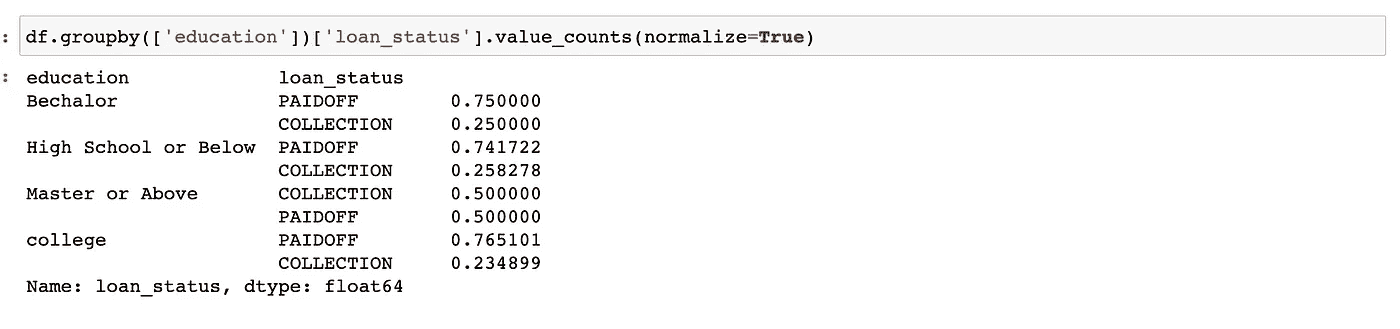 : df.groupby(['education'])['loan_status'].value_counts(normalize=True)
: education loan_status
Bechalor PAIDOFF 0.750000
COLLECTION 0.250000
High School or Below PAIDOFF 0.741722
COLLECTION 0.258278
Master or Above COLLECTION 0.500000
PAIDOFF 0.500000
college PAIDOFF 0.765101
COLLECTION 0.234899
Name: loan_status, dtype: float64